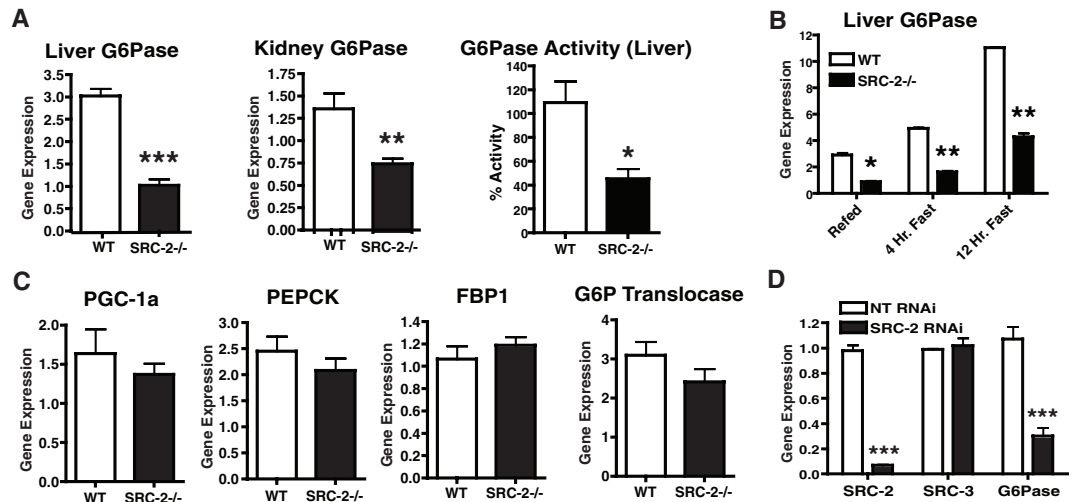 A
Liver G6Pase
Gene Expression
3.5
3.0
2.5
2.0
1.5
1.0
0.5
0.0
***
WT
SRC-2-/-
Kidney G6Pase
Gene Expression
1.75
1.50
1.25
1.00
0.75
0.50
0.25
0.00
**
WT
SRC-2-/-
G6Pase Activity (Liver)
% Activity
140
120
100
80
60
40
20
0
*
WT
SRC-2-/-
B
Liver G6Pase
WT
SRC-2-/-
Gene Expression
12
10
8
6
4
2
0
*
**
**
Refed
4 Hr. Fast
12 Hr. Fast
C
PGC-1a
Gene Expression
2.0
1.5
1.0
0.5
0.0
WT
SRC-2-/-
PEPCK
Gene Expression
3.0
2.5
2.0
1.5
1.0
0.5
0.0
WT
SRC-2-/-
FBP1
Gene Expression
1.4
1.2
1.0
0.8
0.6
0.4
0.2
0.0
WT
SRC-2-/-
G6P Translocase
Gene Expression
4
3
2
1
0
WT
SRC-2-/-
D
NT RNAi
SRC-2 RNAi
Gene Expression
1.2
1.0
0.8
0.6
0.4
0.2
0.0
***
***
SRC-2
SRC-3
G6Pase